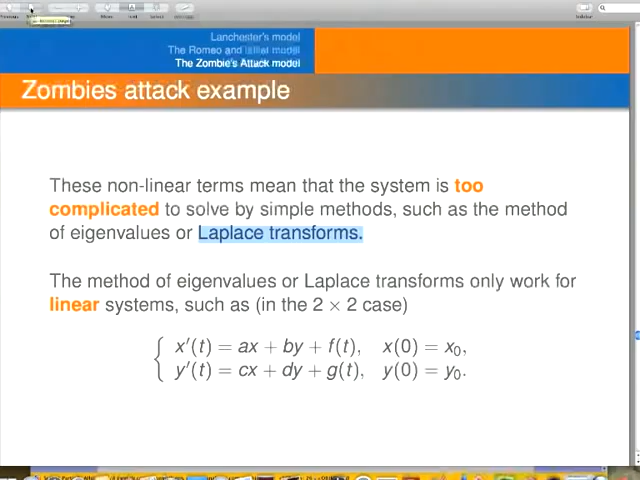 Lanchester's model
The Romeo and Juliet model
The Zombie's Attack model
Zombies attack example
These non-linear terms mean that the system is too
complicated to solve by simple methods, such as the method
of eigenvalues or Laplace transforms.
The method of eigenvalues or Laplace transforms only work for
linear systems, such as (in the 2 × 2 case)
x′(t) = ax + by + f(t), x(0) = x₀,
y′(t) = cx + dy + g(t), y(0) = y₀.